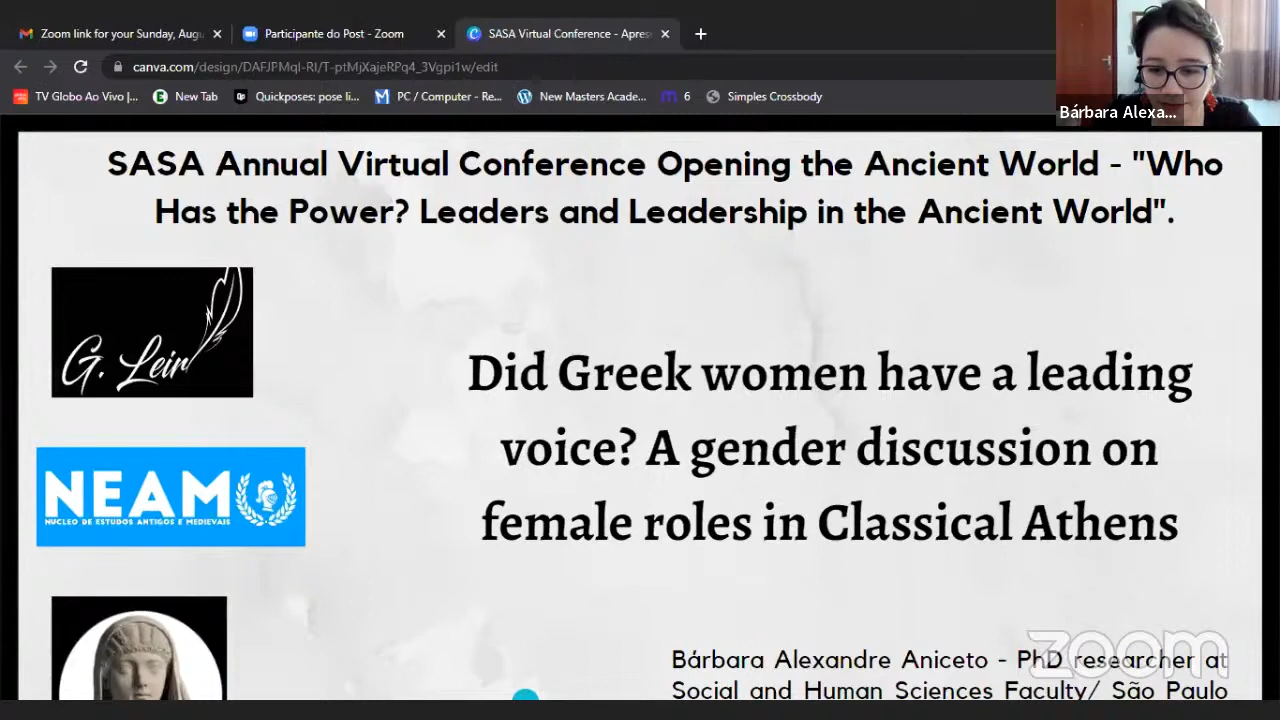 Zoom link for your Sunday, Augu
Participante do Post - Zoom
SASA Virtual Conference - Apres
canva.com/design/DAFJPMqI-RI/T-ptMjXajeRPq4_3Vgpi1w/edit
TV Globo Ao Vivo |...
New Tab
Quickposes: pose li...
PC / Computer - Re...
New Masters Acade...
6
Simples Crossbody
Bárbara Alexa...
SASA Annual Virtual Conference Opening the Ancient World - "Who
Has the Power? Leaders and Leadership in the Ancient World".
G. Leir
Did Greek women have a leading
voice? A gender discussion on
female roles in Classical Athens
NEAM
NUCLEO DE ESTUDOS ANTIGOS E MEDIEVAIS
zoom
Bárbara Alexandre Aniceto - PhD researcher at
Social and Human Sciences Faculty/ São Paulo